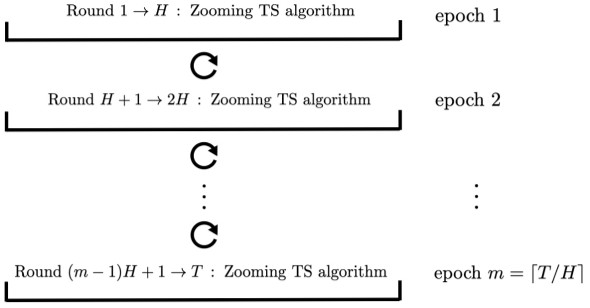 Round 1 → H : Zooming TS algorithm epoch 1
Round H + 1 → 2H : Zooming TS algorithm epoch 2
⋮ ⋮
Round (m − 1)H + 1 → T : Zooming TS algorithm epoch m = ⌈T/H⌉